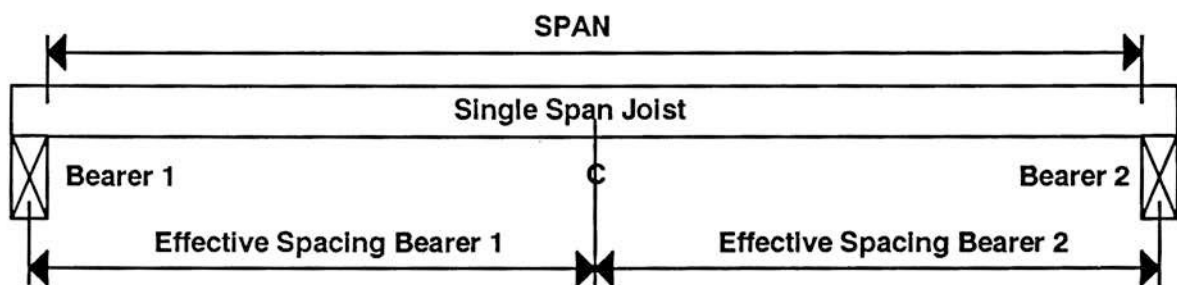 SPAN
Single Span Joist
Bearer 1
C
Bearer 2
Effective Spacing Bearer 1
Effective Spacing Bearer 2